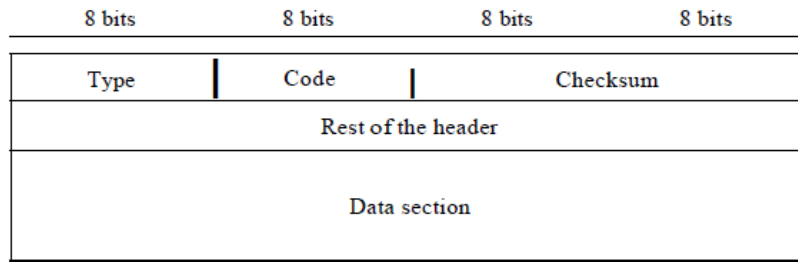 8 bits 8 bits 8 bits 8 bits
Type Code Checksum
Rest of the header
Data section